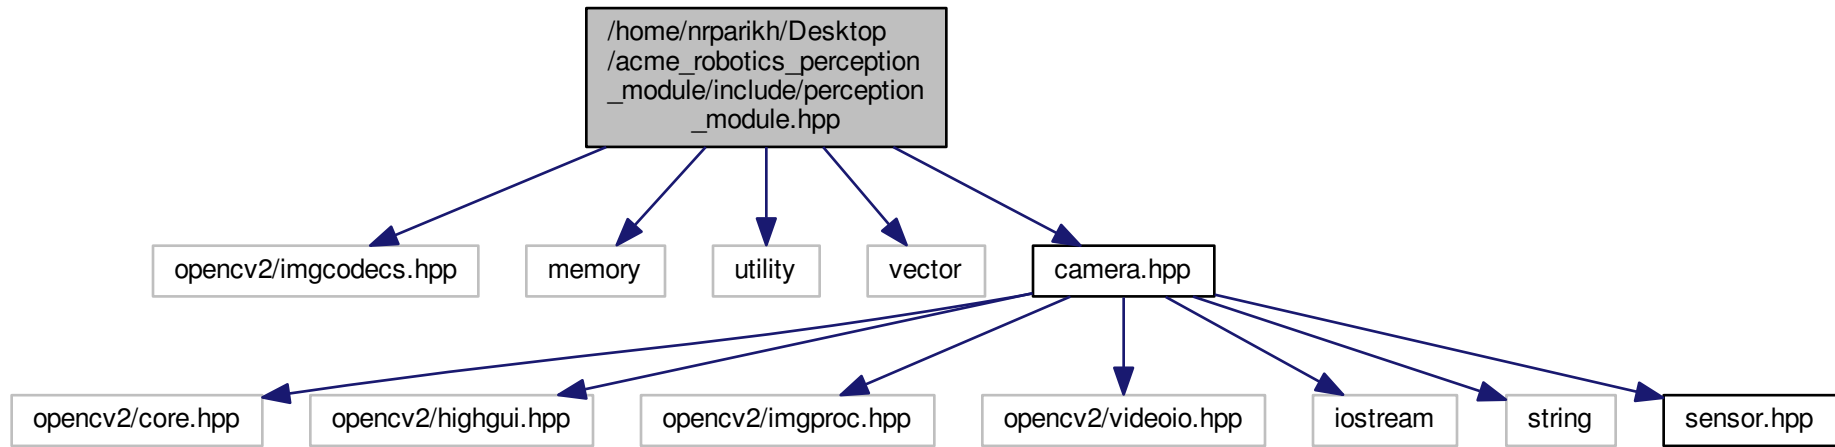 /home/nrparikh/Desktop
/acme_robotics_perception
_module/include/perception
_module.hpp
opencv2/imgcodecs.hpp
memory
utility
vector
camera.hpp
opencv2/core.hpp
opencv2/highgui.hpp
opencv2/imgproc.hpp
opencv2/videoio.hpp
iostream
string
sensor.hpp